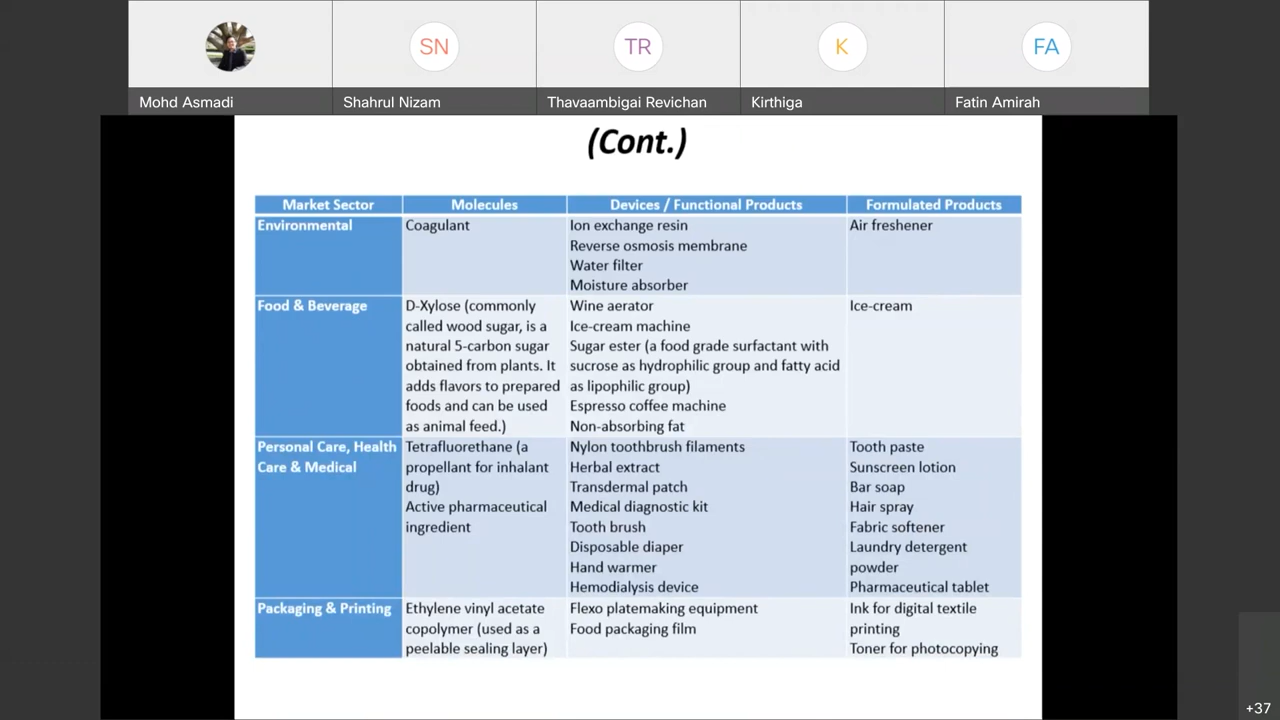 SN
TR
K
FA
Mohd Asmadi
Shahrul Nizam
Thavaambigai Revichan
Kirthiga
Fatin Amirah
(Cont.)
Market Sector
Molecules
Devices / Functional Products
Formulated Products
Environmental
Coagulant
Ion exchange resin
Reverse osmosis membrane
Water filter
Moisture absorber
Air freshener
Food & Beverage
D-Xylose (commonly
called wood sugar, is a
natural 5-carbon sugar
obtained from plants. It
adds flavors to prepared
foods and can be used
as animal feed.)
Wine aerator
Ice-cream machine
Sugar ester (a food grade surfactant with
sucrose as hydrophilic group and fatty acid
as lipophilic group)
Espresso coffee machine
Non-absorbing fat
Ice-cream
Personal Care, Health
Care & Medical
Tetrafluorethane (a
propellant for inhalant
drug)
Active pharmaceutical
ingredient
Nylon toothbrush filaments
Herbal extract
Transdermal patch
Medical diagnostic kit
Tooth brush
Disposable diaper
Hand warmer
Hemodialysis device
Tooth paste
Sunscreen lotion
Bar soap
Hair spray
Fabric softener
Laundry detergent
powder
Pharmaceutical tablet
Packaging & Printing
Ethylene vinyl acetate
copolymer (used as a
peelable sealing layer)
Flexo platemaking equipment
Food packaging film
Ink for digital textile
printing
Toner for photocopying
+37